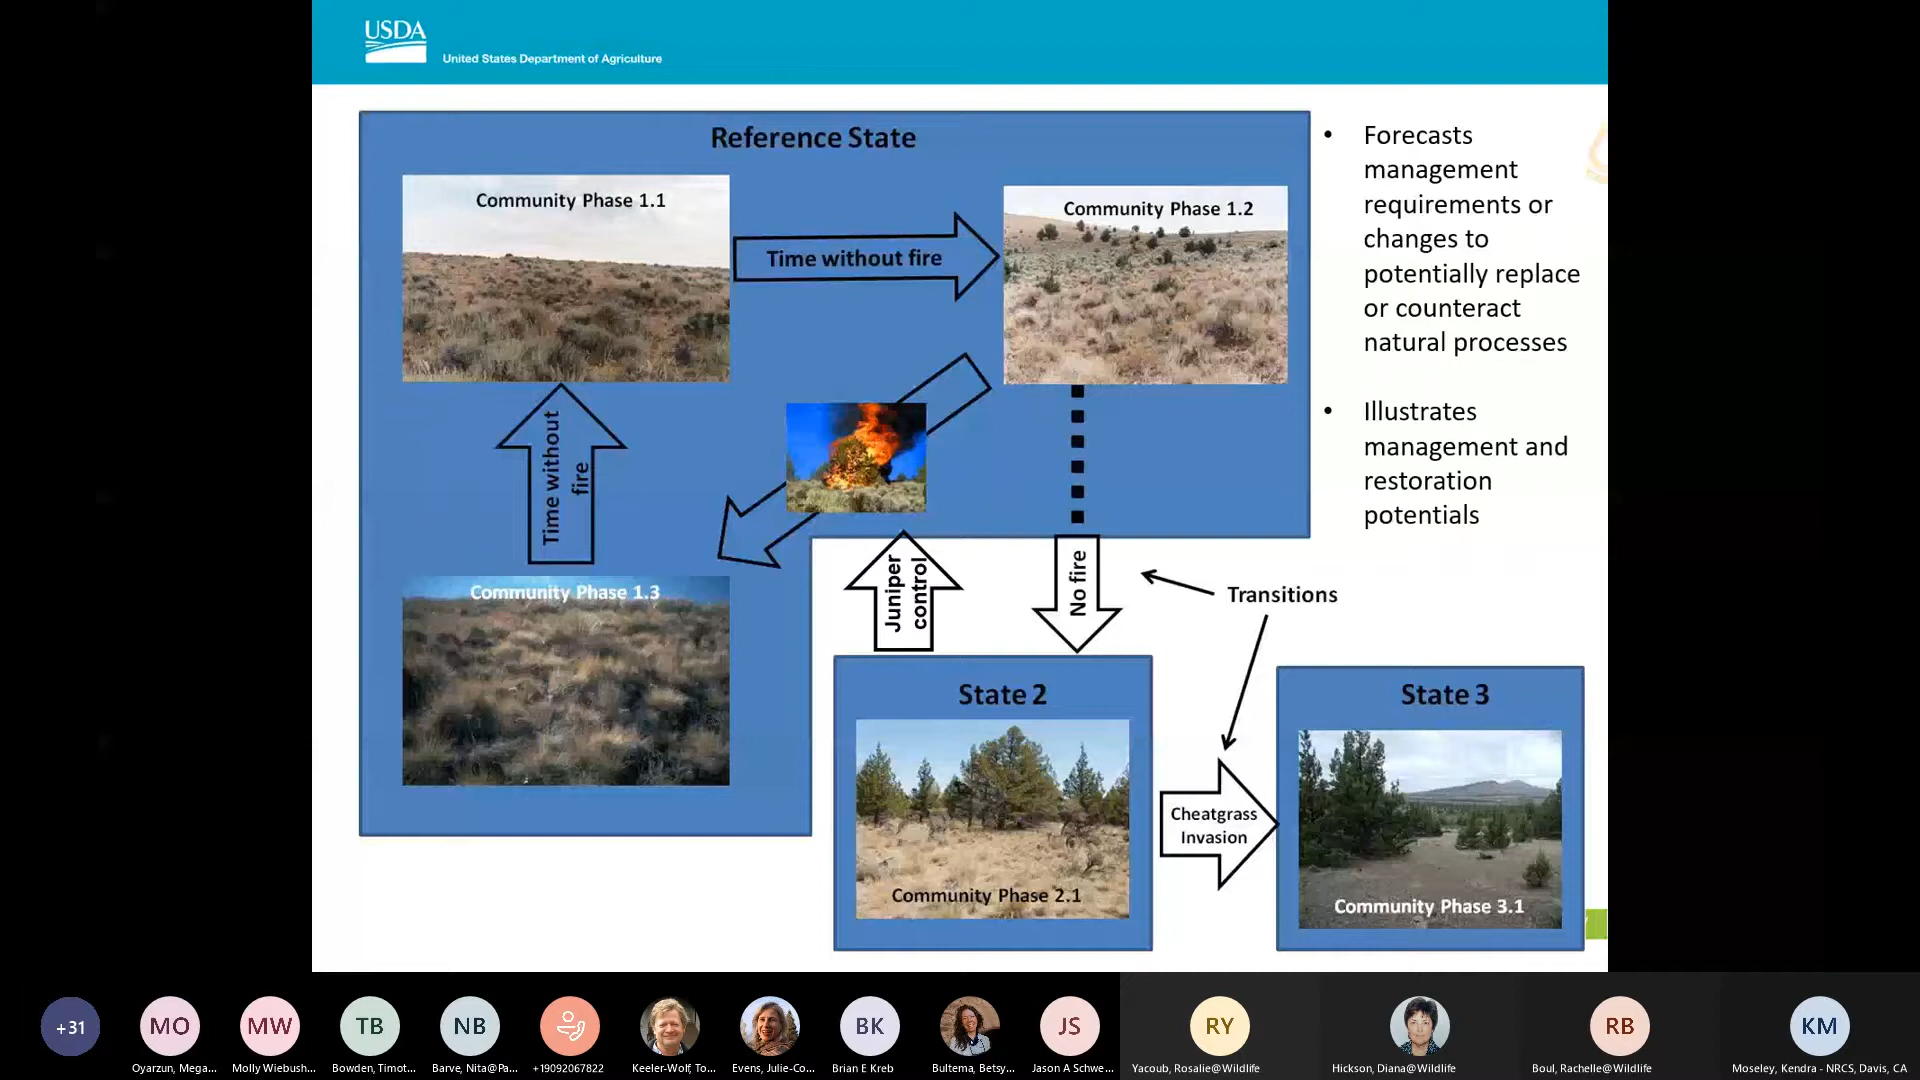 USDA
United States Department of Agriculture
Reference State
Community Phase 1.1
Community Phase 1.2
Time without fire
Time without
fire
Community Phase 1.3
Juniper
control
No fire
Transitions
State 2
Community Phase 2.1
Cheatgrass
Invasion
State 3
Community Phase 3.1
• Forecasts
management
requirements or
changes to
potentially replace
or counteract
natural processes
• Illustrates
management and
restoration
potentials
+31
MO
MW
TB
NB
BK
JS
RY
RB
KM
Oyarzun, Mega...
Molly Wiebush...
Bowden, Timot...
Barve, Nita@Pa...
+19092067822
Keeler-Wolf, To...
Evens, Julie-Co...
Brian E Kreb
Bultema, Betsy...
Jason A Schwe...
Yacoub, Rosalie@Wildlife
Hickson, Diana@Wildlife
Boul, Rachelle@Wildlife
Moseley, Kendra - NRCS, Davis, CA